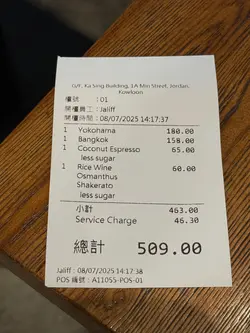 G/F, Ka Sing Building, 1A Min Street, Jordan,
Kowloon
檯號 :01
開檯員工:Jaliff
開檯時間:08/07/2025 14:17:37
1 Yokohama 180.00
1 Bangkok 158.00
1 Coconut Espresso 65.00
less sugar
1 Rice Wine 60.00
Osmanthus
Shakerato
less sugar
小計 463.00
Service Charge 46.30
總計 509.00
Jaliff : 08/07/2025 14:17:38
POS 編號 : A11055-POS-01